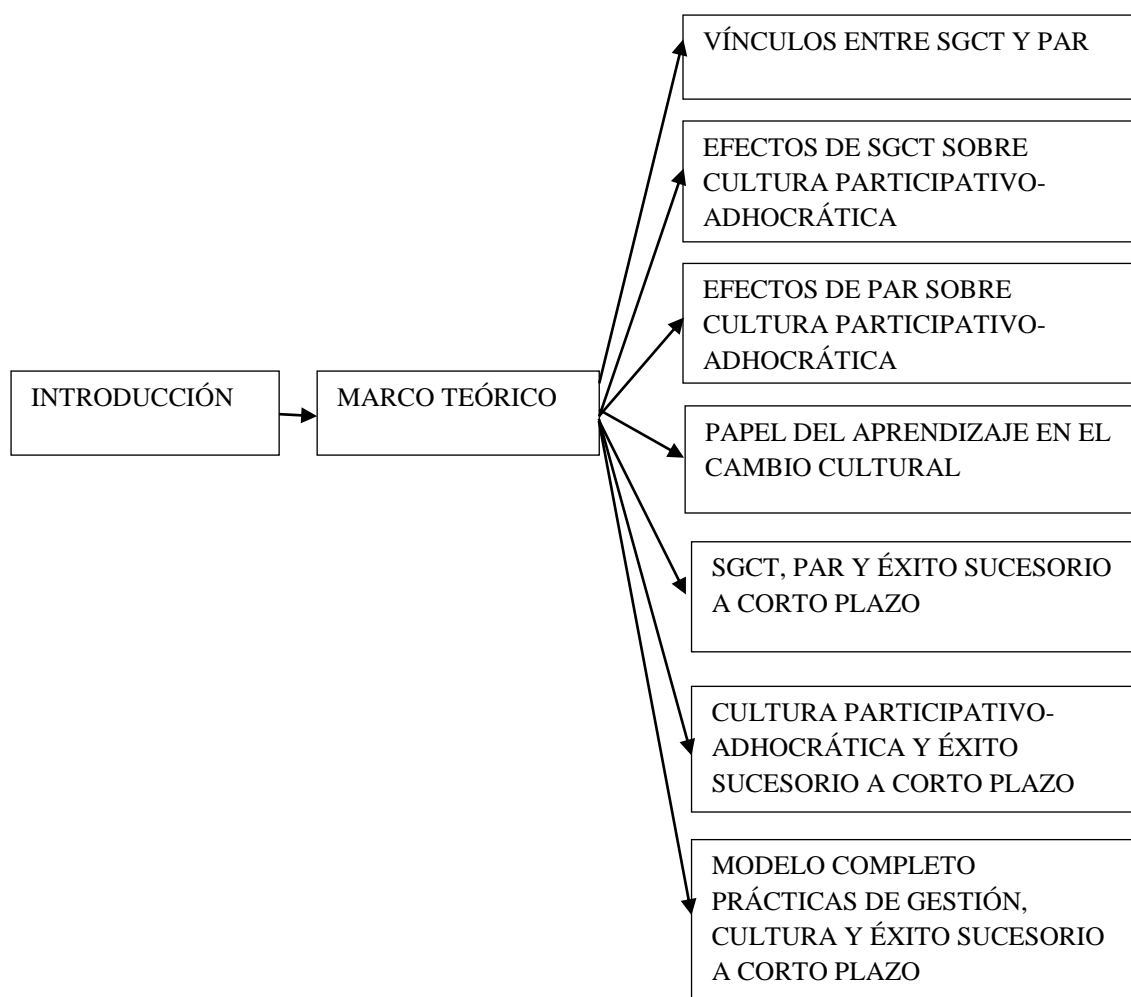 INTRODUCCIÓN
MARCO TEÓRICO
VÍNCULOS ENTRE SGCT Y PAR
EFECTOS DE SGCT SOBRE
CULTURA PARTICIPATIVO-
ADHOCRÁTICA
EFECTOS DE PAR SOBRE
CULTURA PARTICIPATIVO-
ADHOCRÁTICA
PAPEL DEL APRENDIZAJE EN EL
CAMBIO CULTURAL
SGCT, PAR Y ÉXITO SUCESORIO
A CORTO PLAZO
CULTURA PARTICIPATIVO-
ADHOCRÁTICA Y ÉXITO
SUCESORIO A CORTO PLAZO
MODELO COMPLETO
PRÁCTICAS DE GESTIÓN,
CULTURA Y ÉXITO SUCESORIO
A CORTO PLAZO